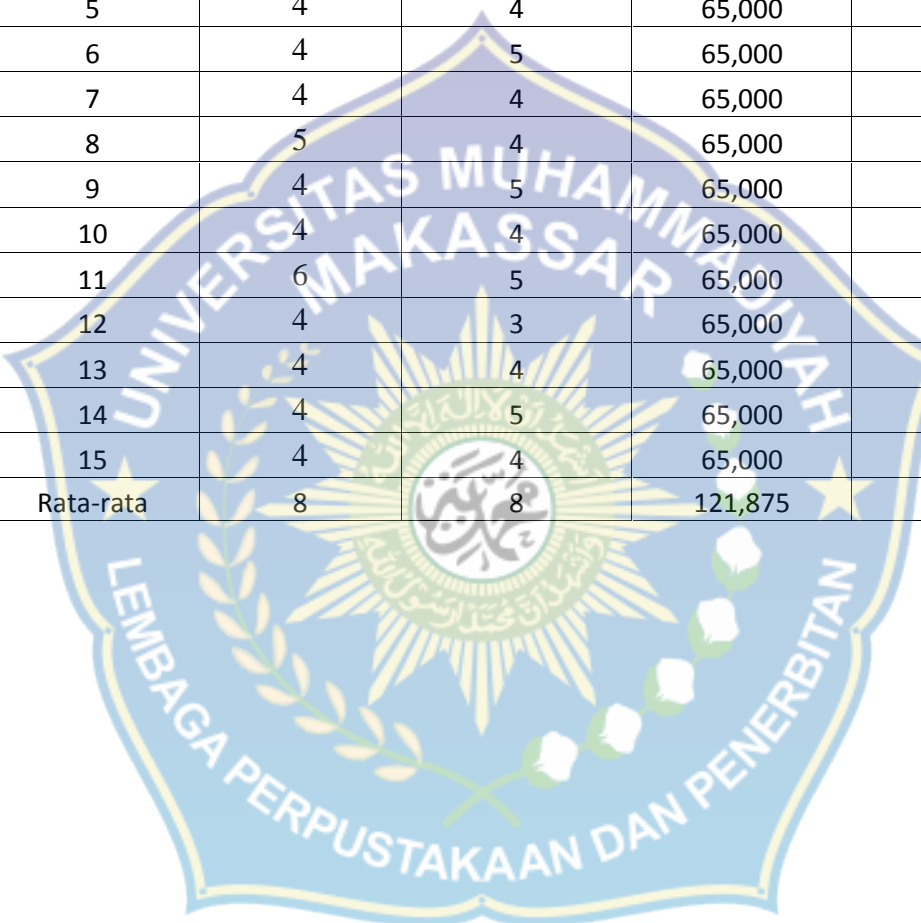 5 4 4 65,000
6 4 5 65,000
7 4 4 65,000
8 5 4 65,000
9 4 5 65,000
10 4 4 65,000
11 6 5 65,000
12 4 3 65,000
13 4 4 65,000
14 4 5 65,000
15 4 4 65,000
Rata-rata 8 8 121,875
UNIVERSITAS MUHAMMADIYAH
MAKASSAR
LEMBAGA PERPUSTAKAAN DAN PENERBITAN